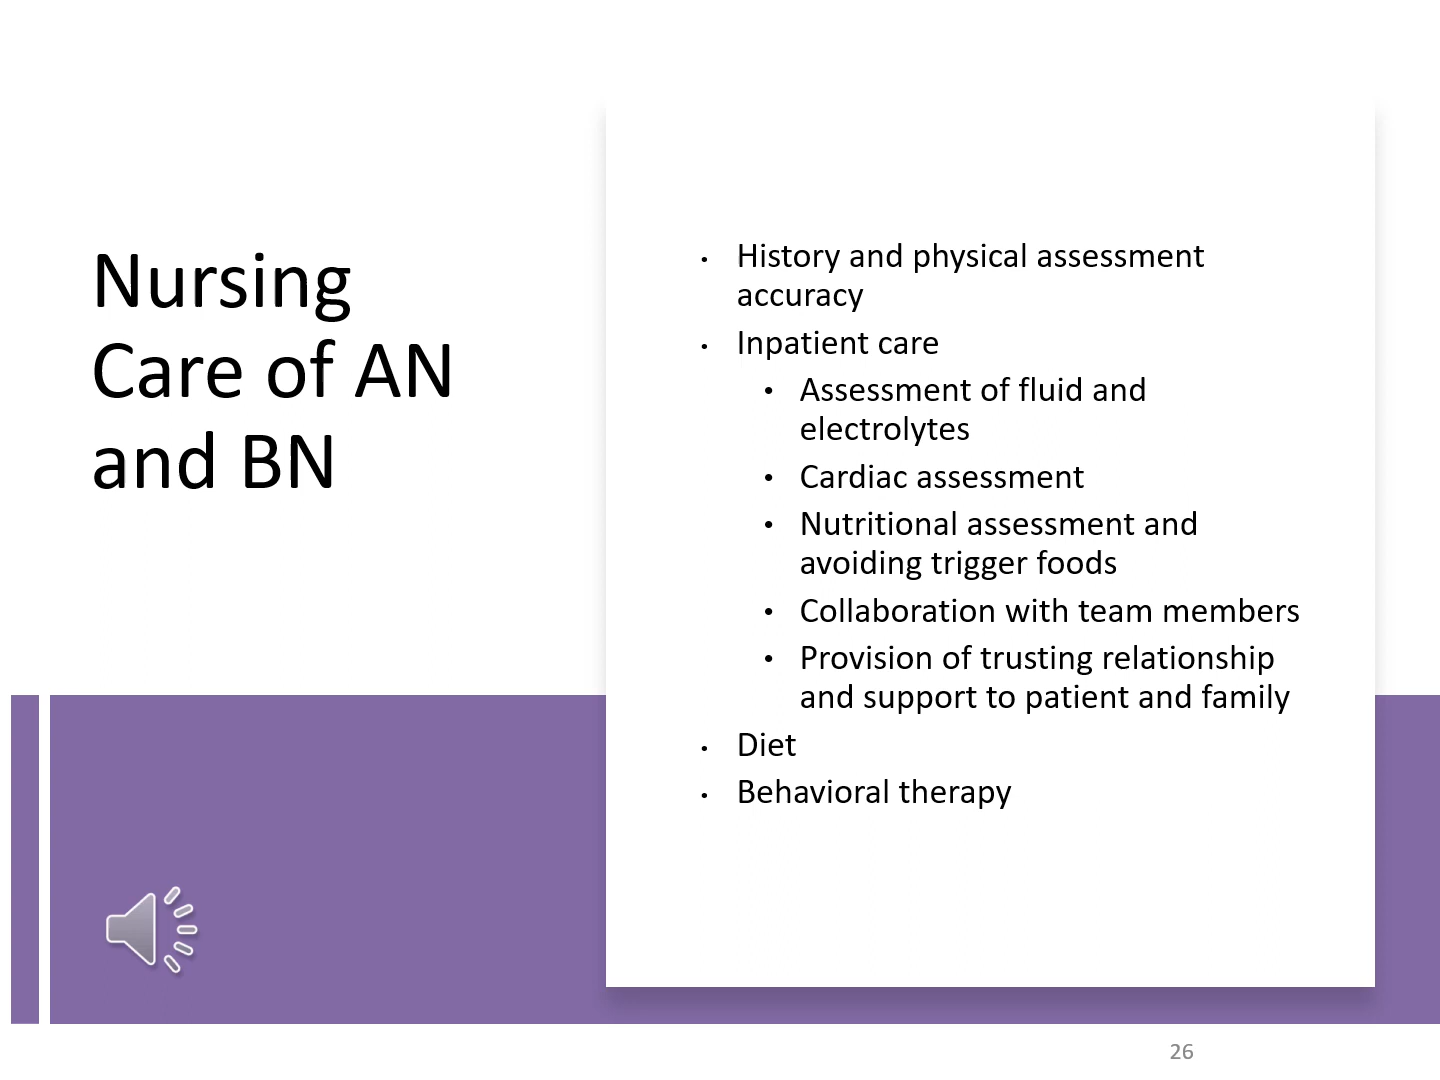 Nursing
Care of AN
and BN
• History and physical assessment
accuracy
• Inpatient care
• Assessment of fluid and
electrolytes
• Cardiac assessment
• Nutritional assessment and
avoiding trigger foods
• Collaboration with team members
• Provision of trusting relationship
and support to patient and family
• Diet
• Behavioral therapy
26